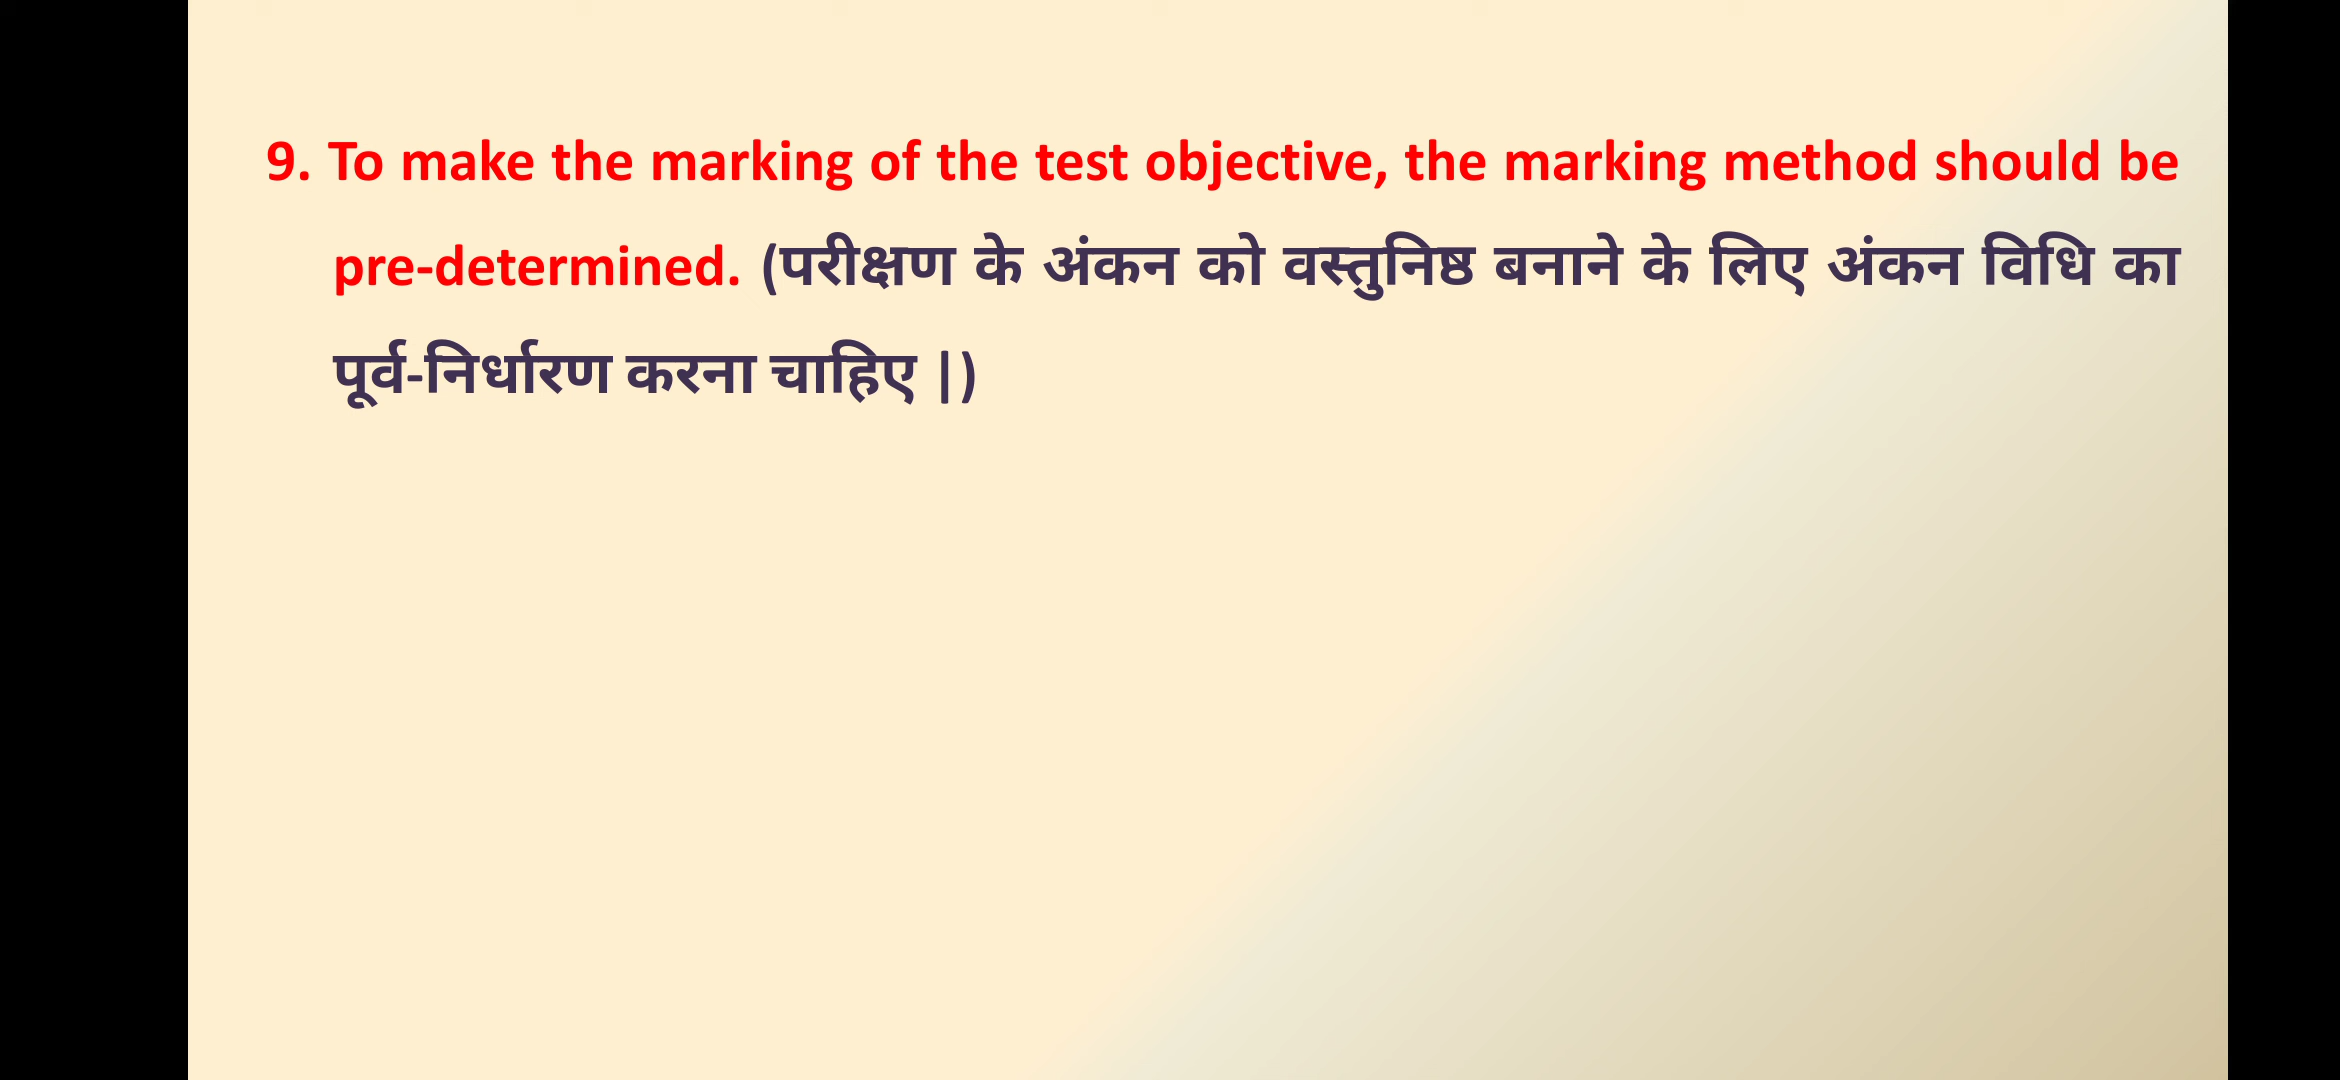 9. To make the marking of the test objective, the marking method should be
pre-determined. (परीक्षण के अंकन को वस्तुनिष्ठ बनाने के लिए अंकन विधि का
पूर्व-निर्धारण करना चाहिए |)